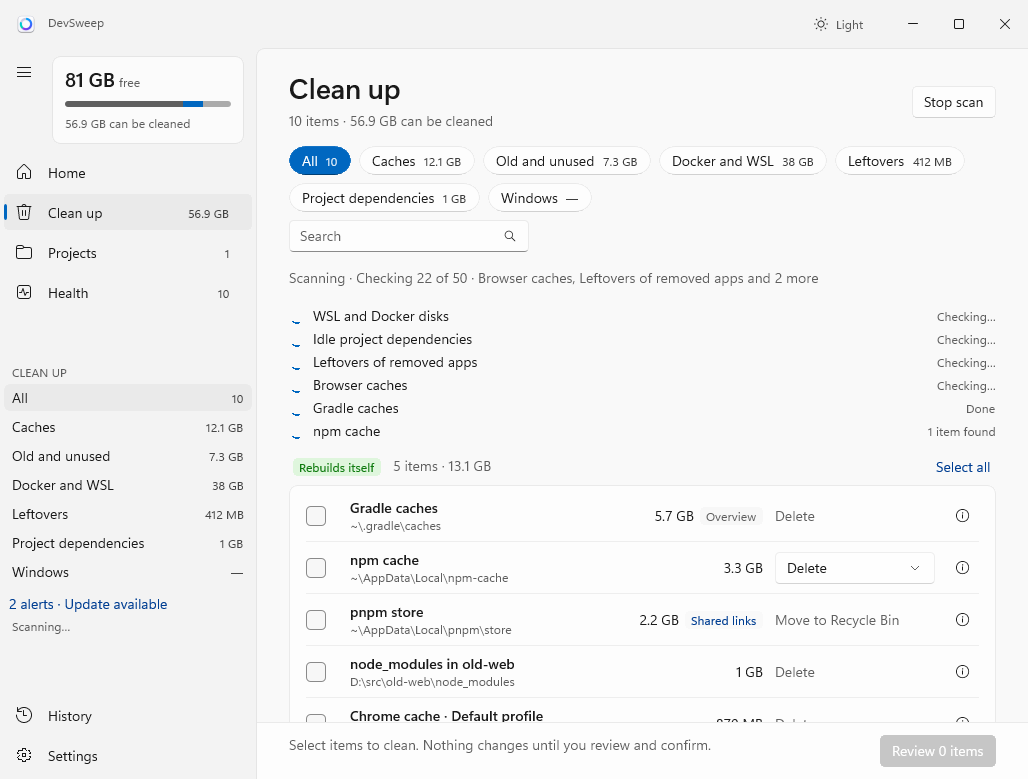 DevSweep
Light
81 GB free
56.9 GB can be cleaned
Home
Clean up 56.9 GB
Projects 1
Health 10
CLEAN UP
All 10
Caches 12.1 GB
Old and unused 7.3 GB
Docker and WSL 38 GB
Leftovers 412 MB
Project dependencies 1 GB
Windows —
2 alerts · Update available
Scanning...
History
Settings
Clean up
10 items · 56.9 GB can be cleaned
Stop scan
All 10 Caches 12.1 GB Old and unused 7.3 GB Docker and WSL 38 GB Leftovers 412 MB
Project dependencies 1 GB Windows —
Search
Scanning · Checking 22 of 50 · Browser caches, Leftovers of removed apps and 2 more
WSL and Docker disks Checking...
Idle project dependencies Checking...
Leftovers of removed apps Checking...
Browser caches Checking...
Gradle caches Done
npm cache 1 item found
Rebuilds itself 5 items · 13.1 GB Select all
Gradle caches
~\.gradle\caches
5.7 GB Overview Delete
npm cache
~\AppData\Local\npm-cache
3.3 GB Delete
pnpm store
~\AppData\Local\pnpm\store
2.2 GB Shared links Move to Recycle Bin
node_modules in old-web
D:\src\old-web\node_modules
1 GB Delete
Chrome cache · Default profile
Select items to clean. Nothing changes until you review and confirm.
Review 0 items